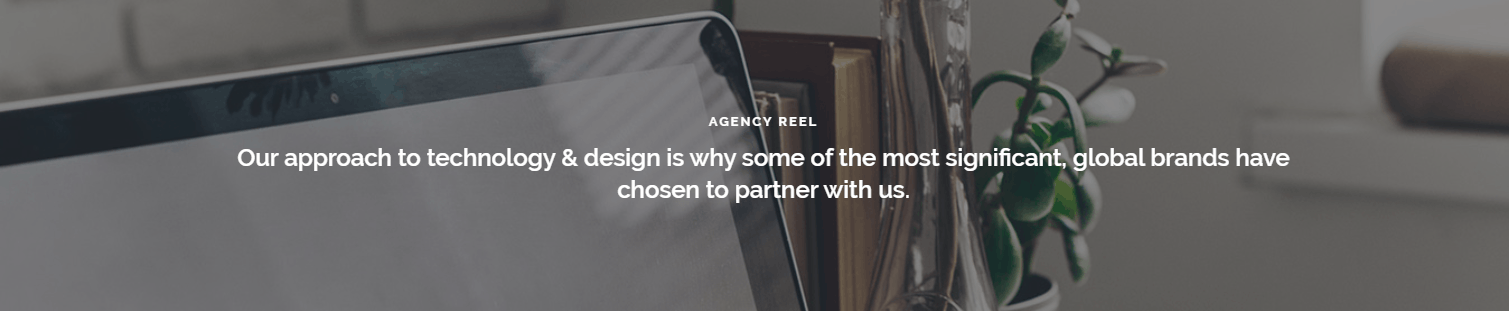 AGENCY REEL
Our approach to technology & design is why some of the most significant, global brands have
chosen to partner with us.